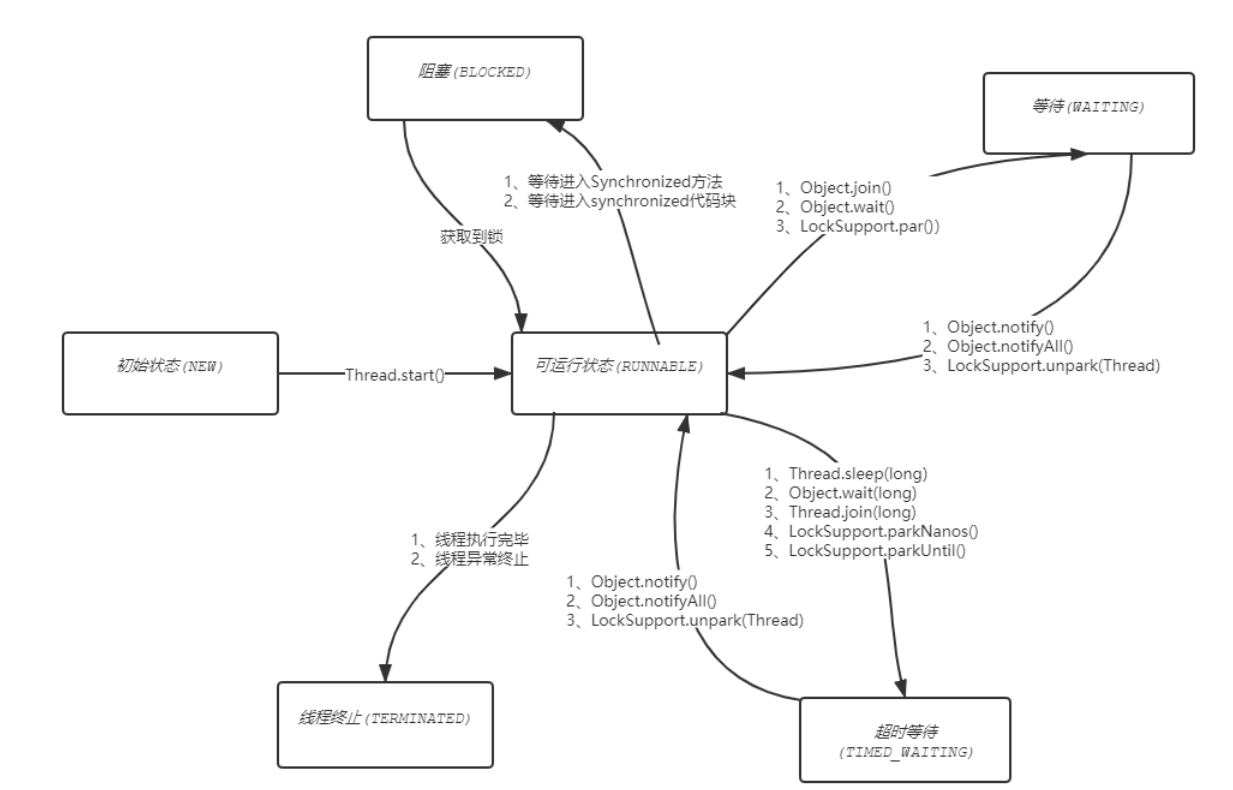 阻塞(BLOCKED)
等待(WAITING)
1、等待进入Synchronized方法
2、等待进入synchronized代码块
1、Object.join()
2、Object.wait()
3、LockSupport.par())
获取到锁
1、Object.notify()
2、Object.notifyAll()
3、LockSupport.unpark(Thread)
初始状态(NEW)
Thread.start()
可运行状态(RUNNABLE)
1、Thread.sleep(long)
2、Object.wait(long)
3、Thread.join(long)
4、LockSupport.parkNanos()
5、LockSupport.parkUntil()
1、线程执行完毕
2、线程异常终止
1、Object.notify()
2、Object.notifyAll()
3、LockSupport.unpark(Thread)
线程终止(TERMINATED)
超时等待
(TIMED_WAITING)